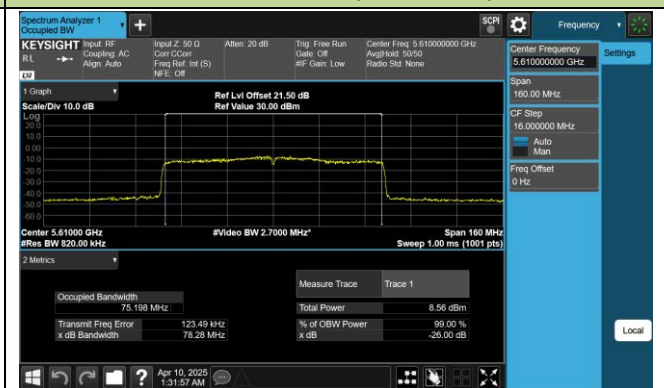 Spectrum Analyzer 1
Occupied BW
SCPI
Frequency
KEYSIGHT
RL
Input: RF
Coupling: AC
Align: Auto
Input Z: 50 Ω
Corr CCorr
Freq Ref: Int (S)
NFE: Off
Atten: 20 dB
Trig: Free Run
Gate: Off
#IF Gain: Low
Center Freq: 5.610000000 GHz
Avg|Hold: 50/50
Radio Std: None
Center Frequency
5.610000000 GHz
Settings
Span
160.00 MHz
CF Step
16.000000 MHz
Auto
Man
Freq Offset
0 Hz
1 Graph
Scale/Div 10.0 dB
Ref Lvl Offset 21.50 dB
Ref Value 30.00 dBm
Log
20.0
10.0
0.00
-10.0
-20.0
-30.0
-40.0
-50.0
-60.0
Center 5.61000 GHz
#Res BW 820.00 kHz
#Video BW 2.7000 MHz*
Span 160 MHz
Sweep 1.00 ms (1001 pts)
2 Metrics
Measure Trace
Trace 1
Occupied Bandwidth
75.198 MHz
Total Power
8.56 dBm
Transmit Freq Error
123.49 kHz
% of OBW Power
99.00 %
x dB Bandwidth
78.28 MHz
x dB
-26.00 dB
Local
Apr 10, 2025
1:31:57 AM